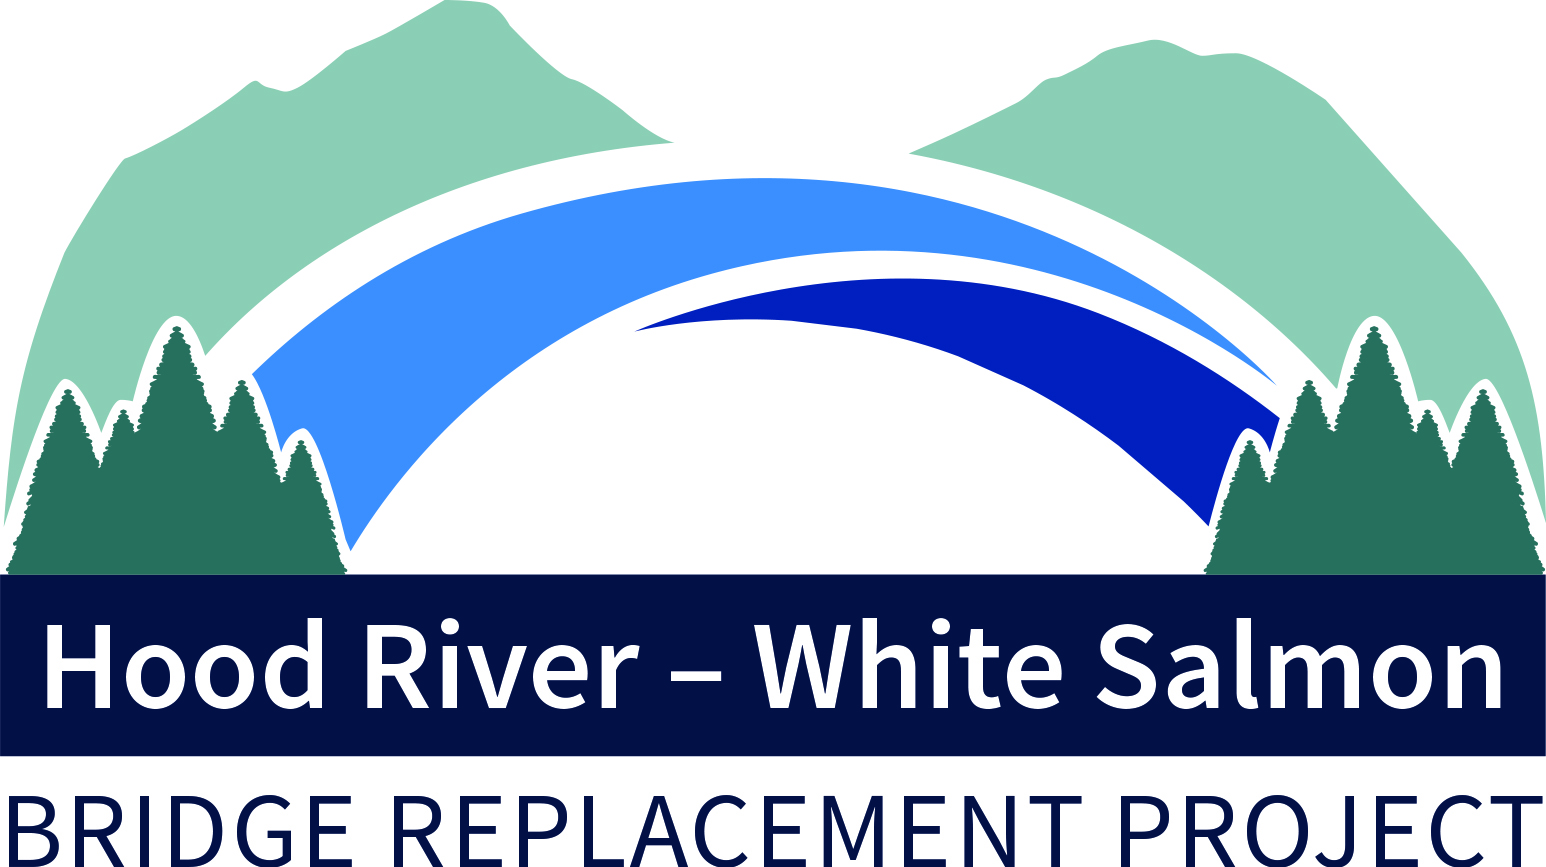 Hood River – White Salmon
BRIDGE REPLACEMENT PROJECT